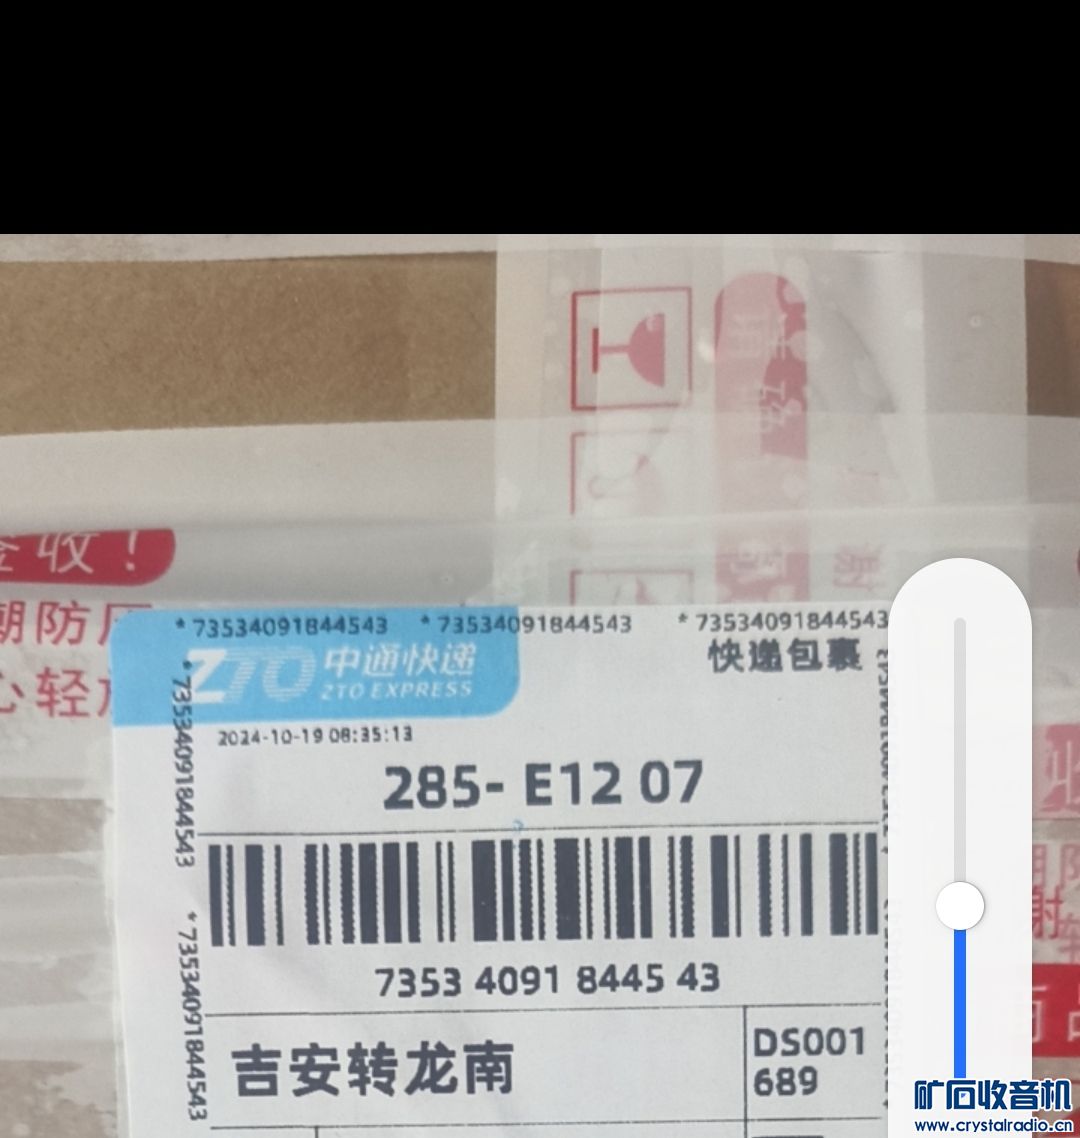 签收！
防
轻
*73534091844543 *73534091844543 *73534091844543
ZTO 中通快递
ZTO EXPRESS
快递包裹
2024-10-19 08:35:13
285- E12 07
*73534091844543
*73534091844543
7353 4091 8445 43
吉安转龙南
DS001
689
矿石收音机
www.crystalradio.cn